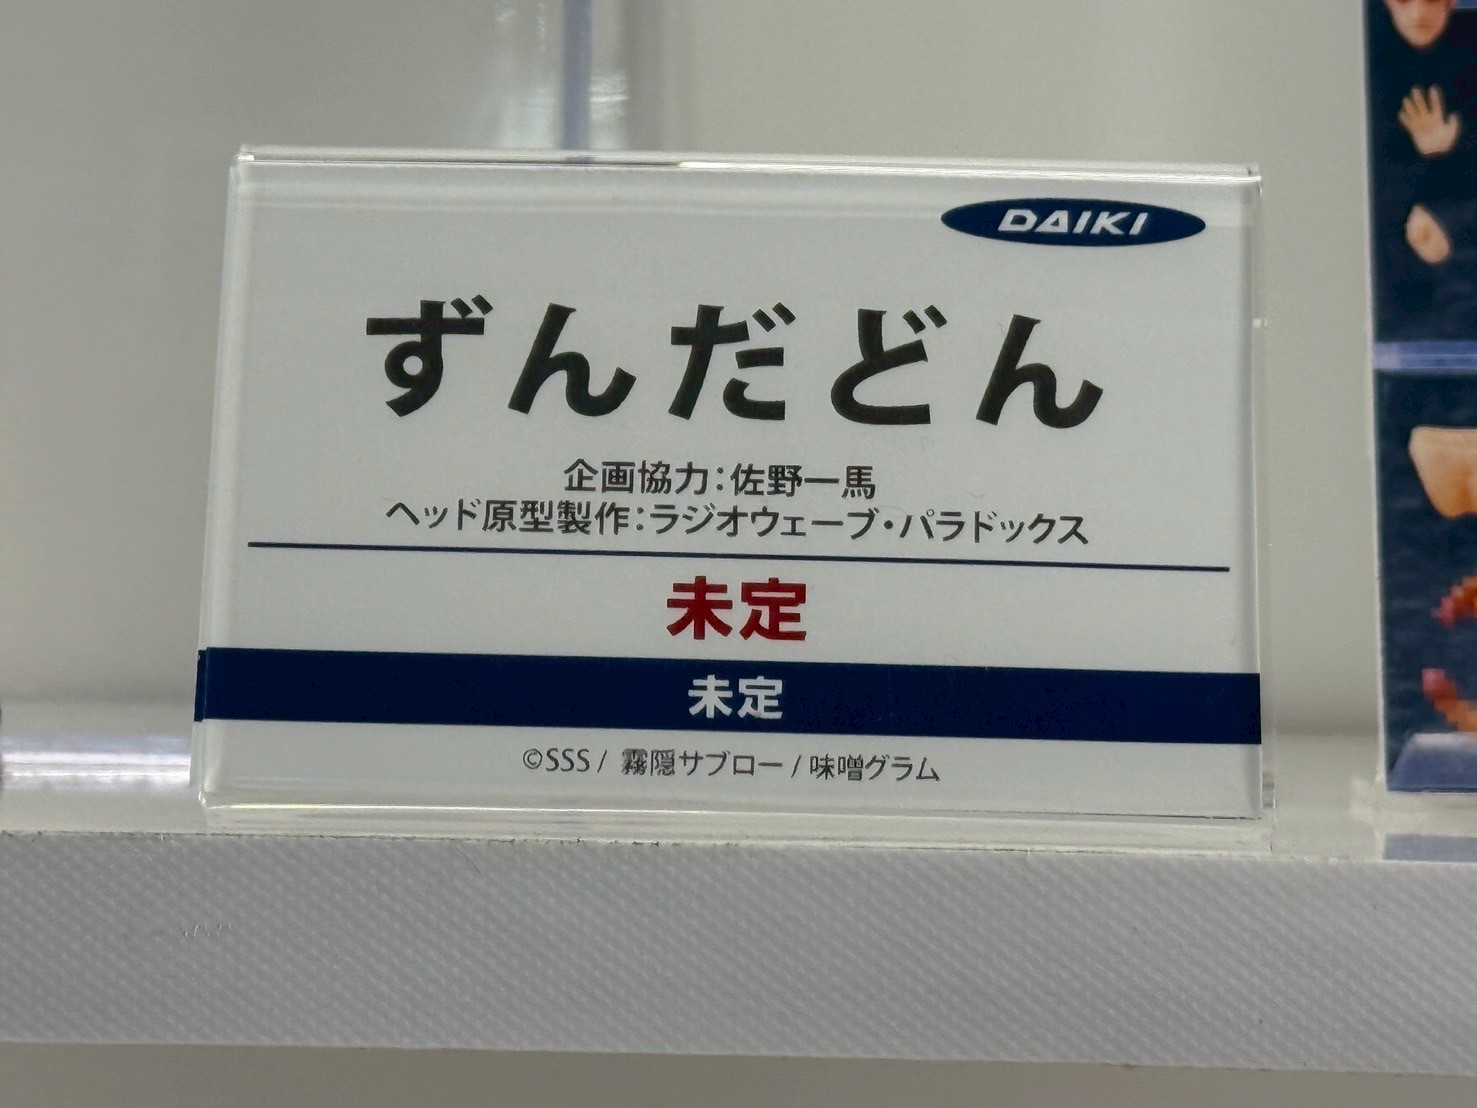 DAIKI
ずんだどん
企画協力：佐野一馬
ヘッド原型製作：ラジオウェーブ・パラドックス
未定
未定
©SSS / 霧隠サブロー / 味噌グラム